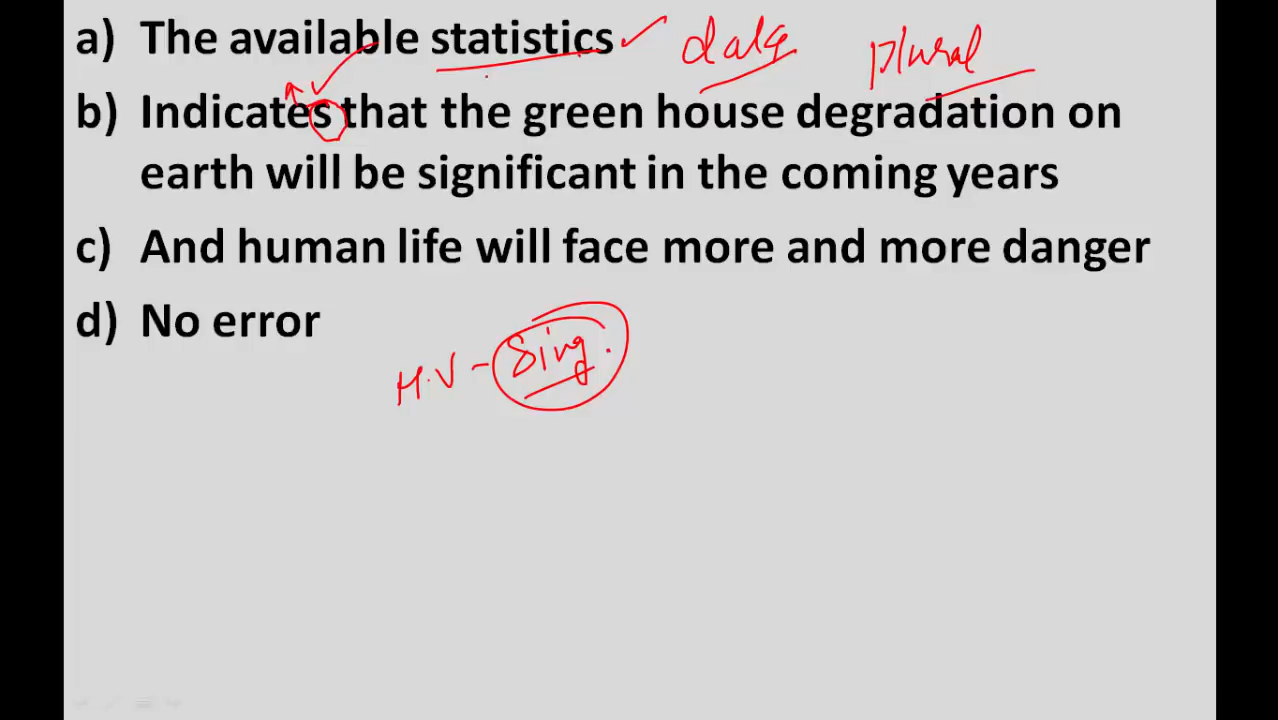 a) The available statistics data plural
b) Indicates that the green house degradation on
earth will be significant in the coming years
c) And human life will face more and more danger
d) No error
H.V - Sing.